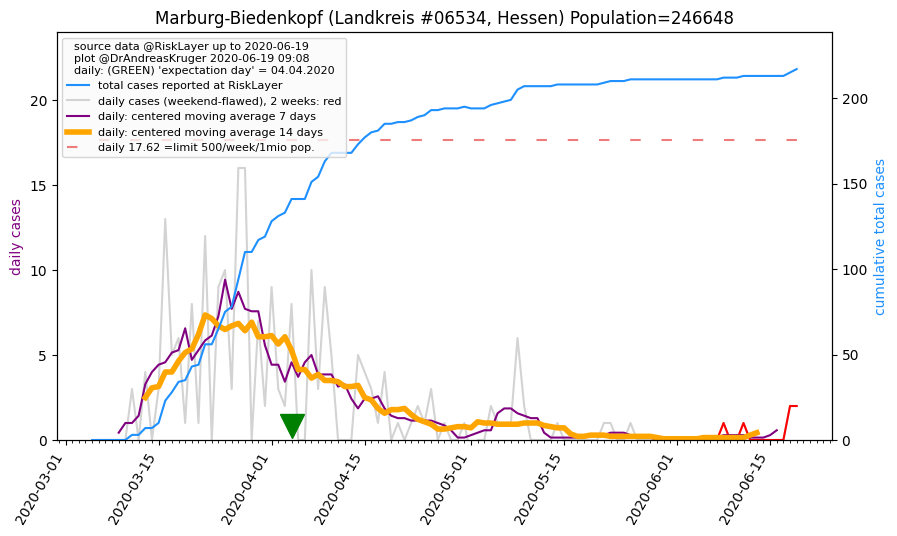 Marburg-Biedenkopf (Landkreis #06534, Hessen) Population=246648
source data @RiskLayer up to 2020-06-19
plot @DrAndreasKruger 2020-06-19 09:08
daily: (GREEN) 'expectation day' = 04.04.2020
total cases reported at RiskLayer
daily cases (weekend-flawed), 2 weeks: red
daily: centered moving average 7 days
daily: centered moving average 14 days
daily 17.62 =limit 500/week/1mio pop.
daily cases
20
15
10
5
0
cumulative total cases
200
150
100
50
0
2020-03-01
2020-03-15
2020-04-01
2020-04-15
2020-05-01
2020-05-15
2020-06-01
2020-06-15